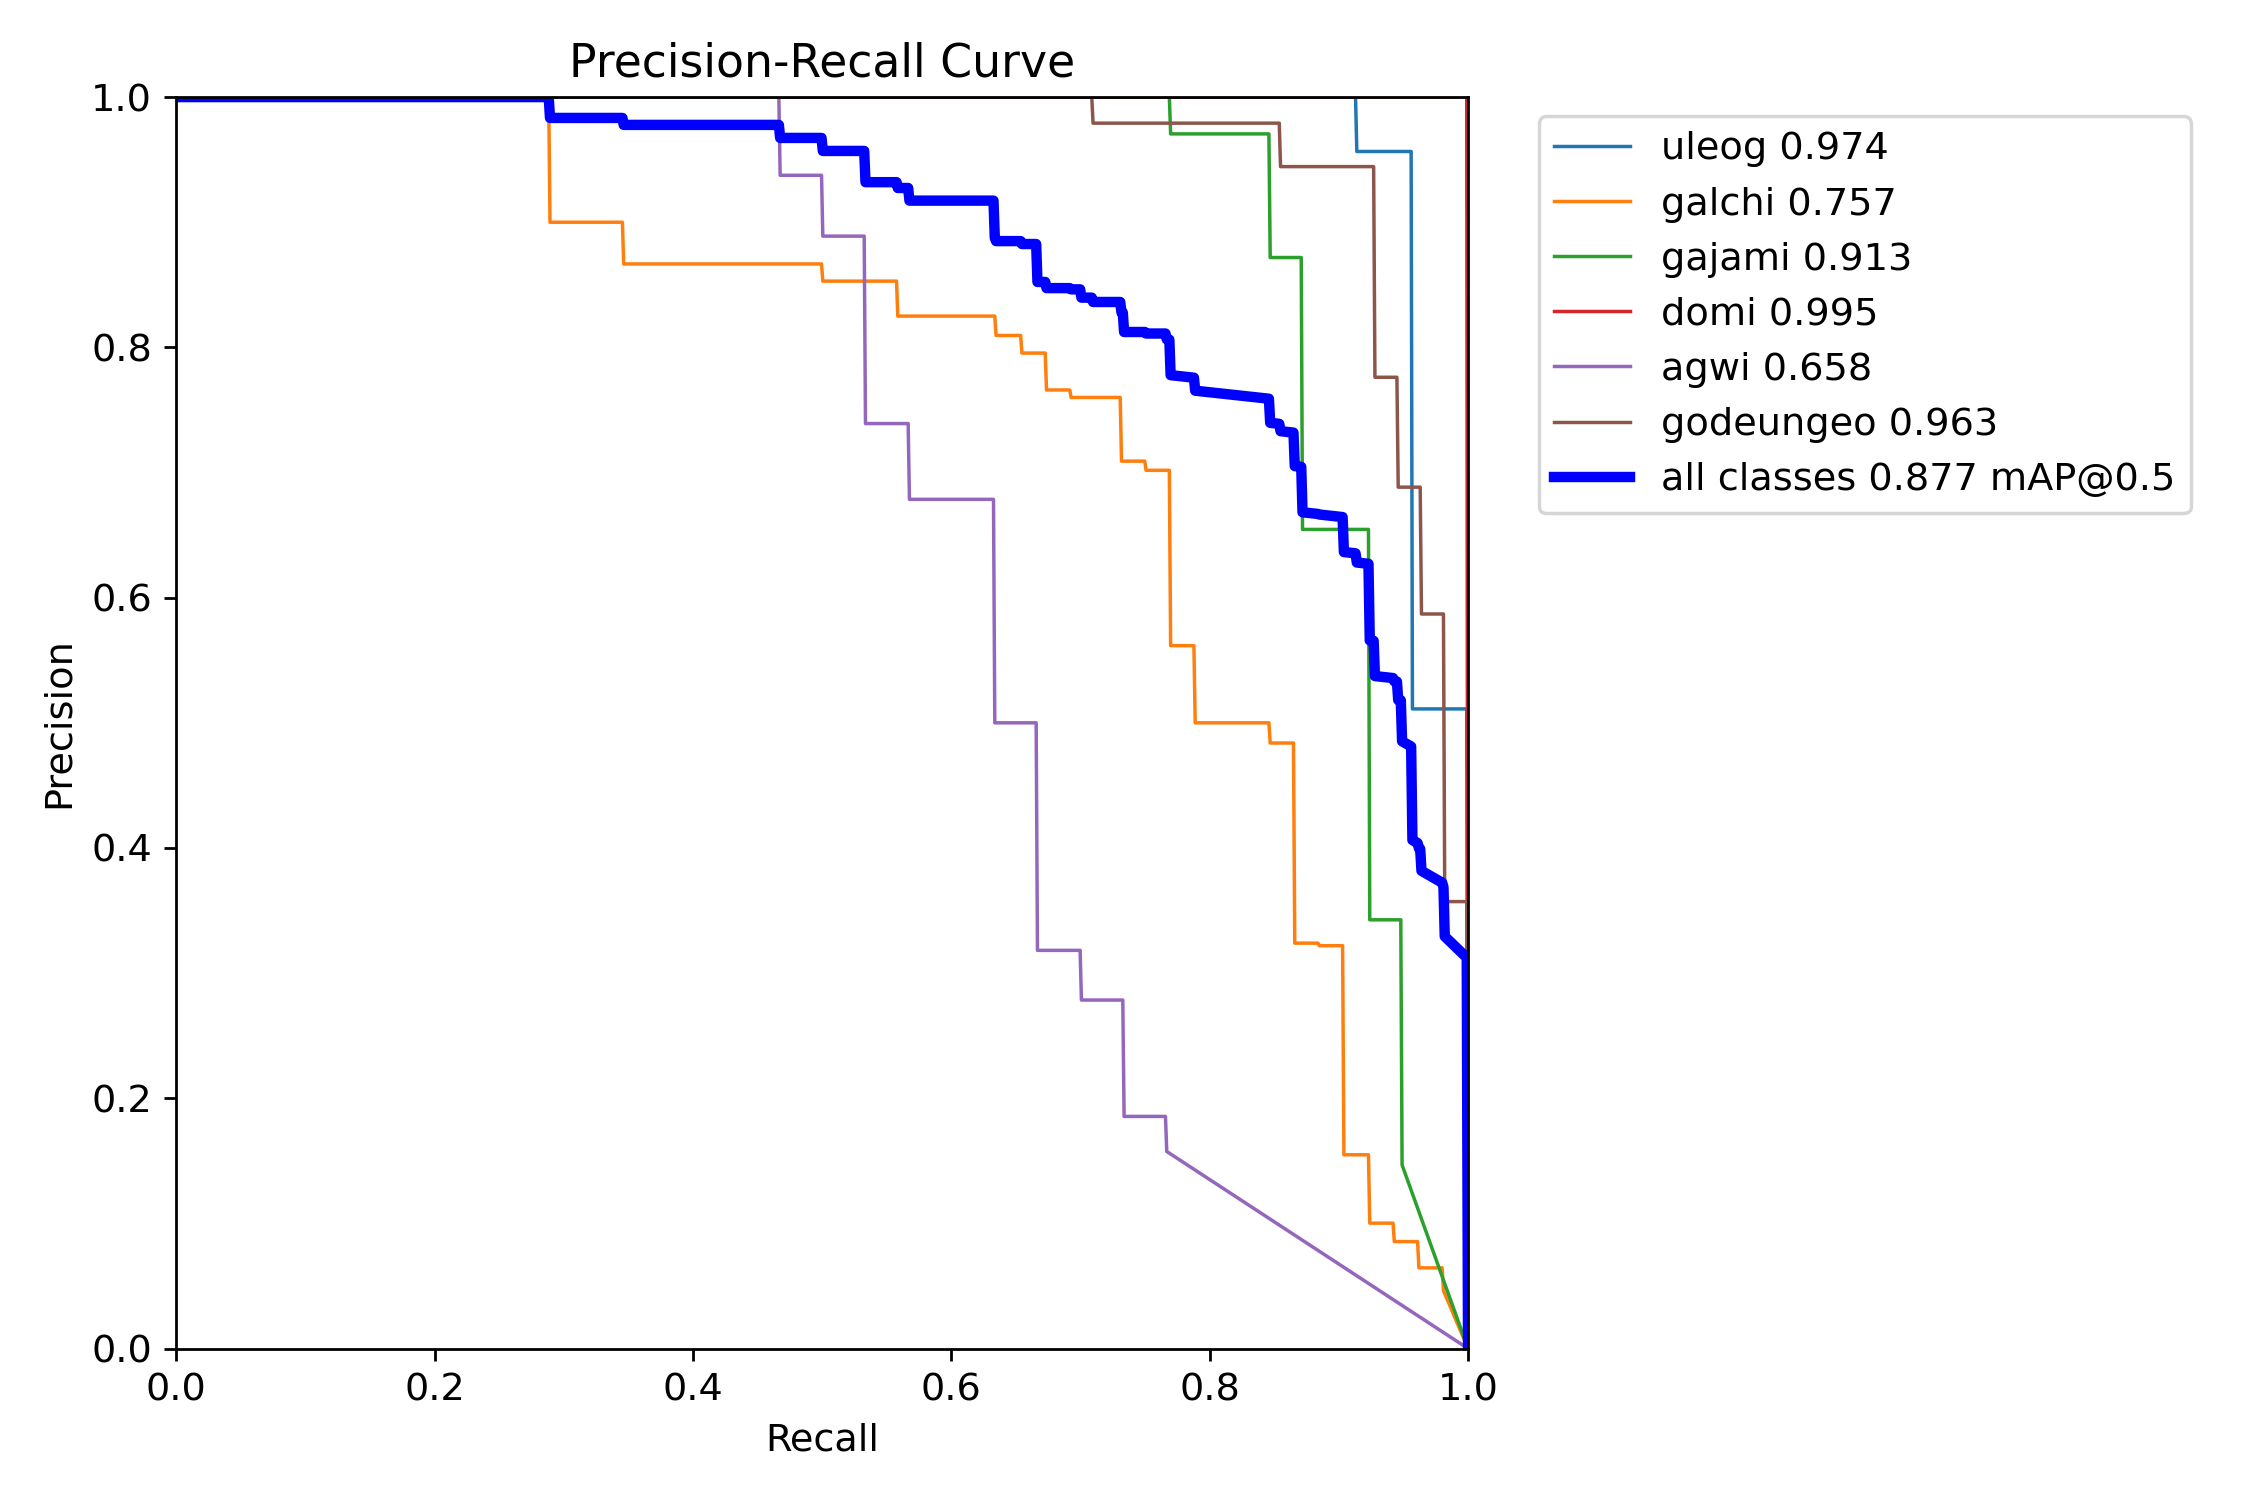 Precision-Recall Curve
1.0
0.8
0.6
0.4
0.2
0.0
Precision
0.0 0.2 0.4 0.6 0.8 1.0
Recall
uleog 0.974
galchi 0.757
gajami 0.913
domi 0.995
agwi 0.658
godeungeo 0.963
all classes 0.877 mAP@0.5